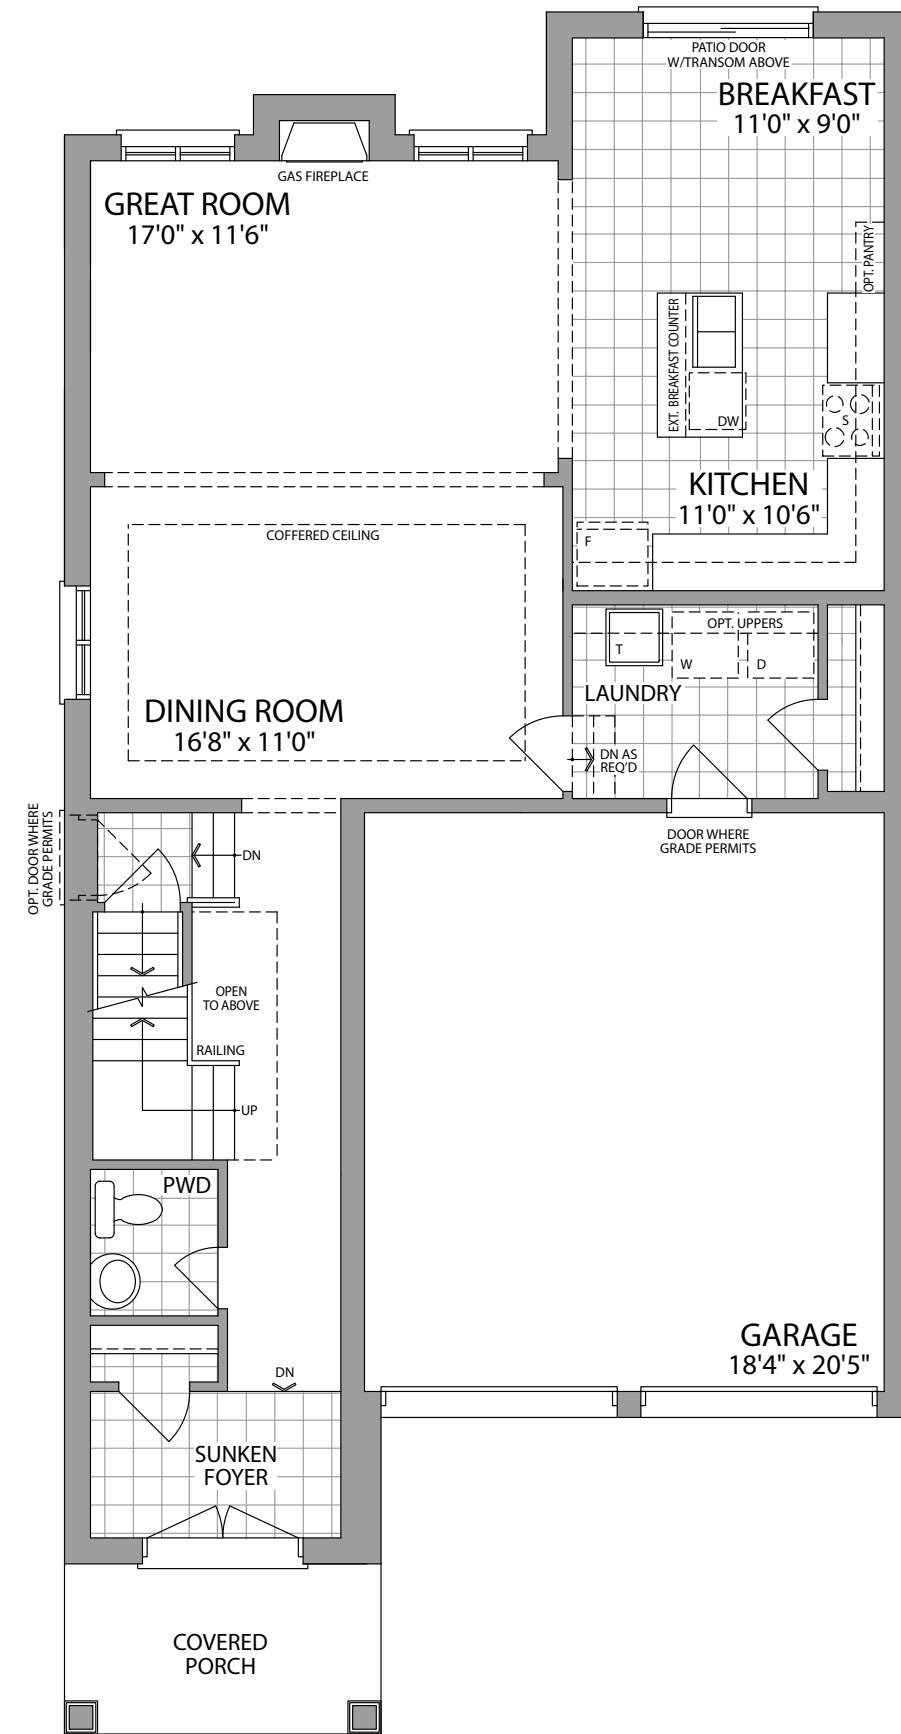 PATIO DOOR
W/TRANSOM ABOVE
BREAKFAST
11'0" x 9'0"
GAS FIREPLACE
GREAT ROOM
17'0" x 11'6"
OPT. PANTRY
EXT. BREAKFAST COUNTER
DW
S
KITCHEN
11'0" x 10'6"
F
COFFERED CEILING
OPT. UPPERS
T
W
D
LAUNDRY
DINING ROOM
16'8" x 11'0"
DN AS
REQ'D
OPT. DOOR WHERE
GRADE PERMITS
DN
DOOR WHERE
GRADE PERMITS
OPEN
TO ABOVE
RAILING
UP
PWD
GARAGE
18'4" x 20'5"
DN
SUNKEN
FOYER
COVERED
PORCH